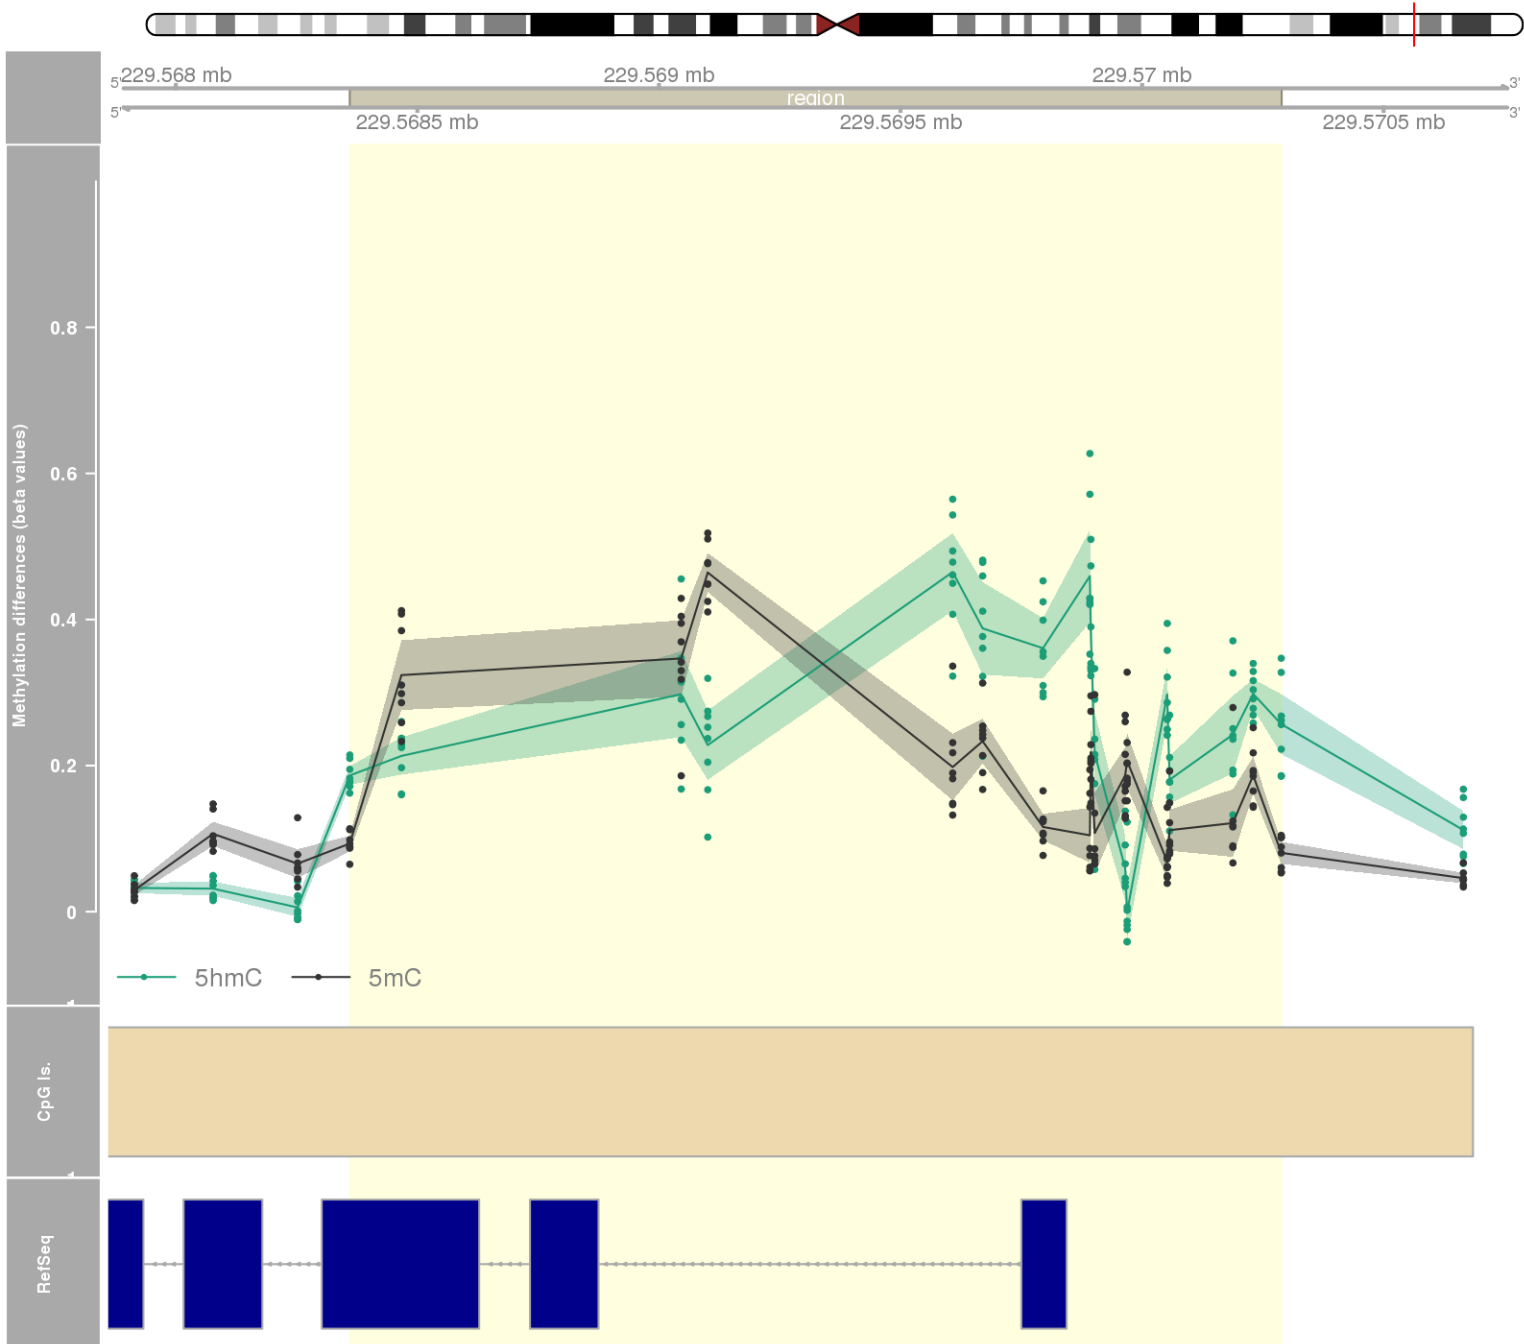 229.568 mb 229.569 mb 229.57 mb
5' 3'
region
5' 3'
229.5685 mb 229.5695 mb 229.5705 mb
Methylation differences (beta values)
0.8
0.6
0.4
0.2
0
5hmC 5mC
CpG Is.
RefSeq